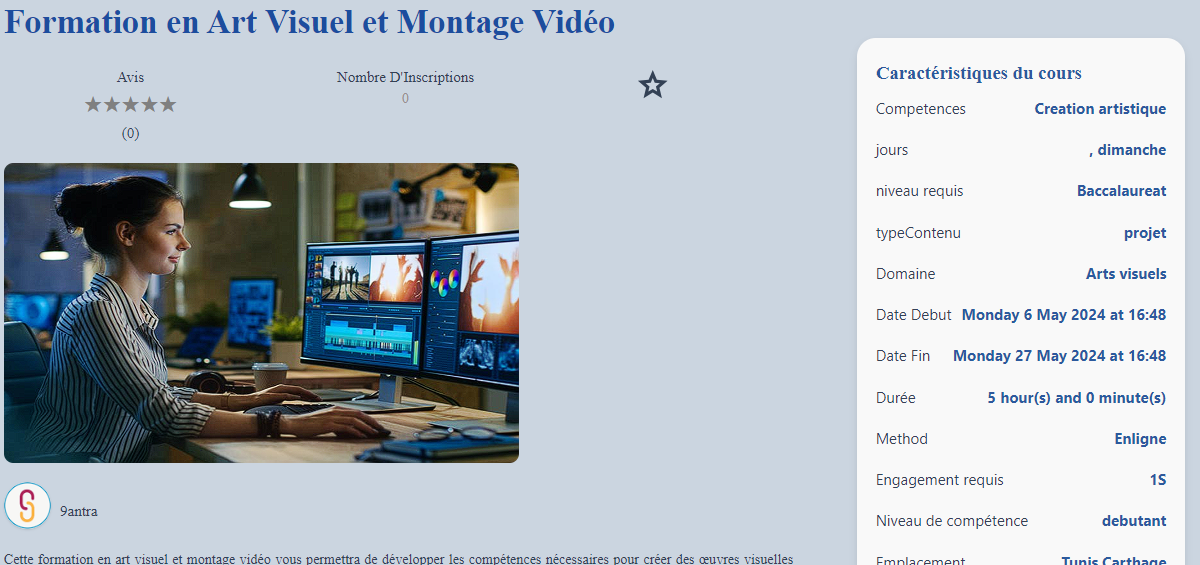 Formation en Art Visuel et Montage Vidéo
Avis
(0)
Nombre D'Inscriptions
0
9antra
Cette formation en art visuel et montage vidéo vous permettra de développer les compétences nécessaires pour créer des œuvres visuelles
Caractéristiques du cours
Competences Creation artistique
jours , dimanche
niveau requis Baccalaureat
typeContenu projet
Domaine Arts visuels
Date Debut Monday 6 May 2024 at 16:48
Date Fin Monday 27 May 2024 at 16:48
Durée 5 hour(s) and 0 minute(s)
Method Enligne
Engagement requis 1S
Niveau de compétence debutant
Emplacement Tunis Carthage